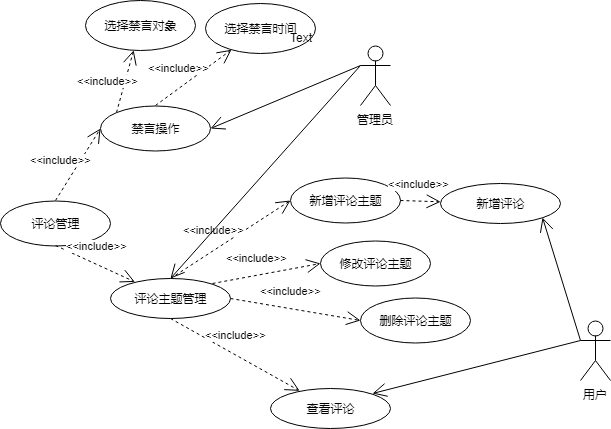 选择禁言对象
选择禁言时间
Text
<<include>>
<<include>>
管理员
禁言操作
<<include>>
<<include>>
新增评论主题
新增评论
评论管理
<<include>>
<<include>>
<<include>>
修改评论主题
<<include>>
评论主题管理
删除评论主题
<<include>>
用户
查看评论